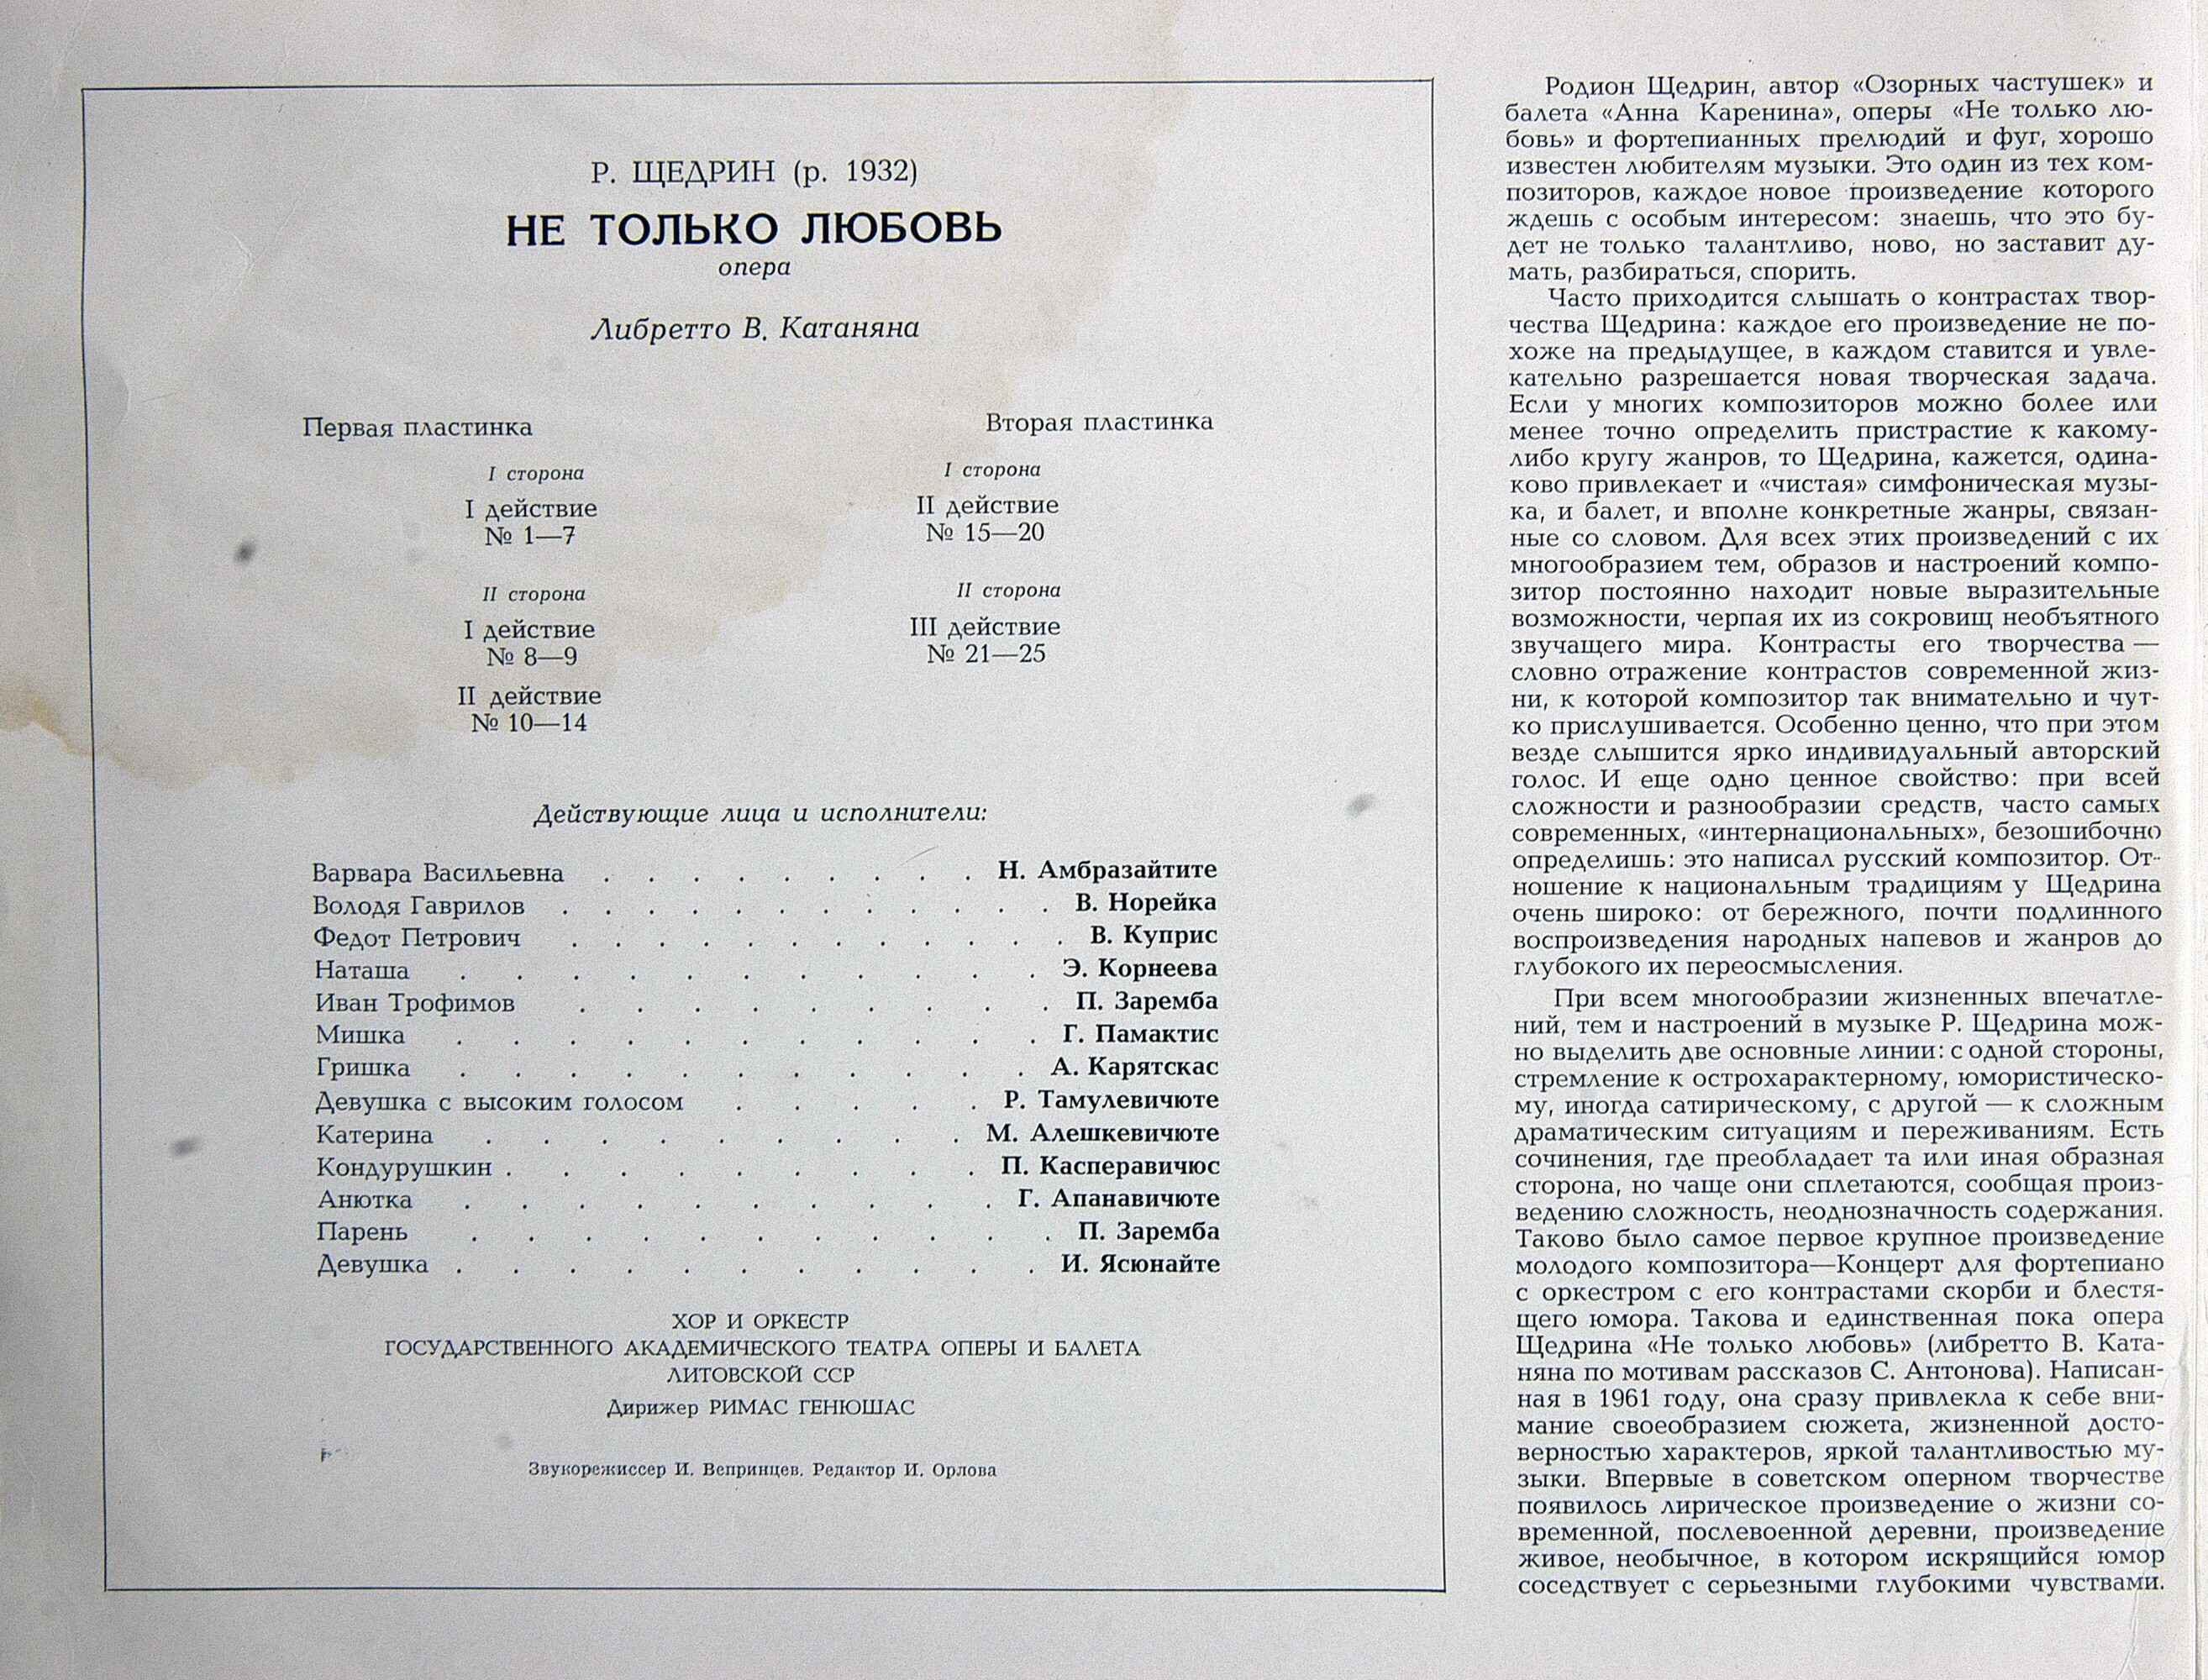 Р. ЩЕДРИН (р. 1932)
НЕ ТОЛЬКО ЛЮБОВЬ
опера
Либретто В. Катаняна
Первая пластинка
I сторона
I действие
№ 1—7
II сторона
I действие
№ 8—9
II действие
№ 10—14
Вторая пластинка
I сторона
II действие
№ 15—20
II сторона
III действие
№ 21—25
Действующие лица и исполнители:
Варвара Васильевна . . . . . . . . . Н. Амбразайтите
Володя Гаврилов . . . . . . . . . . . . В. Норейка
Федот Петрович . . . . . . . . . . . . В. Куприс
Наташа . . . . . . . . . . . Э. Корнеева
Иван Трофимов . . . . . . . . . П. Заремба
Мишка . . . . . . . . . . . Г. Памактис
Гришка . . . . . . . . . . . А. Карятскас
Девушка с высоким голосом . . . . . Р. Тамулевичюте
Катерина . . . . . . . . . М. Алешкевичюте
Кондурушкин . . . . . . . . . П. Касперавичюс
Анютка . . . . . . . . . . Г. Апанавичюте
Парень . . . . . . . . . . . П. Заремба
Девушка . . . . . . . . . . . И. Ясюнайте
ХОР И ОРКЕСТР
ГОСУДАРСТВЕННОГО АКАДЕМИЧЕСКОГО ТЕАТРА ОПЕРЫ И БАЛЕТА
ЛИТОВСКОЙ ССР
Дирижер РИМАС ГЕНЮШАС
Звукорежиссер И. Вепринцев. Редактор И. Орлова
Родион Щедрин, автор «Озорных частушек» и
балета «Анна Каренина», оперы «Не только лю-
бовь» и фортепианных прелюдий и фуг, хорошо
известен любителям музыки. Это один из тех ком-
позиторов, каждое новое произведение которого
ждешь с особым интересом: знаешь, что это бу-
дет не только талантливо, ново, но заставит ду-
мать, разбираться, спорить.
Часто приходится слышать о контрастах твор-
чества Щедрина: каждое его произведение не по-
хоже на предыдущее, в каждом ставится и увле-
кательно разрешается новая творческая задача.
Если у многих композиторов можно более или
менее точно определить пристрастие к какому-
либо кругу жанров, то Щедрина, кажется, одина-
ково привлекает и «чистая» симфоническая музы-
ка, и балет, и вполне конкретные жанры, связан-
ные со словом. Для всех этих произведений с их
многообразием тем, образов и настроений компо-
зитор постоянно находит новые выразительные
возможности, черпая их из сокровищ необъятного
звучащего мира. Контрасты его творчества —
словно отражение контрастов современной жиз-
ни, к которой композитор так внимательно и чут-
ко прислушивается. Особенно ценно, что при этом
везде слышится ярко индивидуальный авторский
голос. И еще одно ценное свойство: при всей
сложности и разнообразии средств, часто самых
современных, «интернациональных», безошибочно
определишь: это написал русский композитор. От-
ношение к национальным традициям у Щедрина
очень широко: от бережного, почти подлинного
воспроизведения народных напевов и жанров до
глубокого их переосмысления.
При всем многообразии жизненных впечатле-
ний, тем и настроений в музыке Р. Щедрина мож-
но выделить две основные линии: с одной стороны,
стремление к острохарактерному, юмористическо-
му, иногда сатирическому, с другой — к сложным
драматическим ситуациям и переживаниям. Есть
сочинения, где преобладает та или иная образная
сторона, но чаще они сплетаются, сообщая произ-
ведению сложность, неоднозначность содержания.
Таково было самое первое крупное произведение
молодого композитора—Концерт для фортепиано
с оркестром с его контрастами скорби и блестя-
щего юмора. Такова и единственная пока опера
Щедрина «Не только любовь» (либретто В. Ката-
няна по мотивам рассказов С. Антонова). Написан-
ная в 1961 году, она сразу привлекла к себе вни-
мание своеобразием сюжета, жизненной досто-
верностью характеров, яркой талантливостью му-
зыки. Впервые в советском оперном творчестве
появилось лирическое произведение о жизни со-
временной, послевоенной деревни, произведение
живое, необычное, в котором искрящийся юмор
соседствует с серьезными глубокими чувствами.